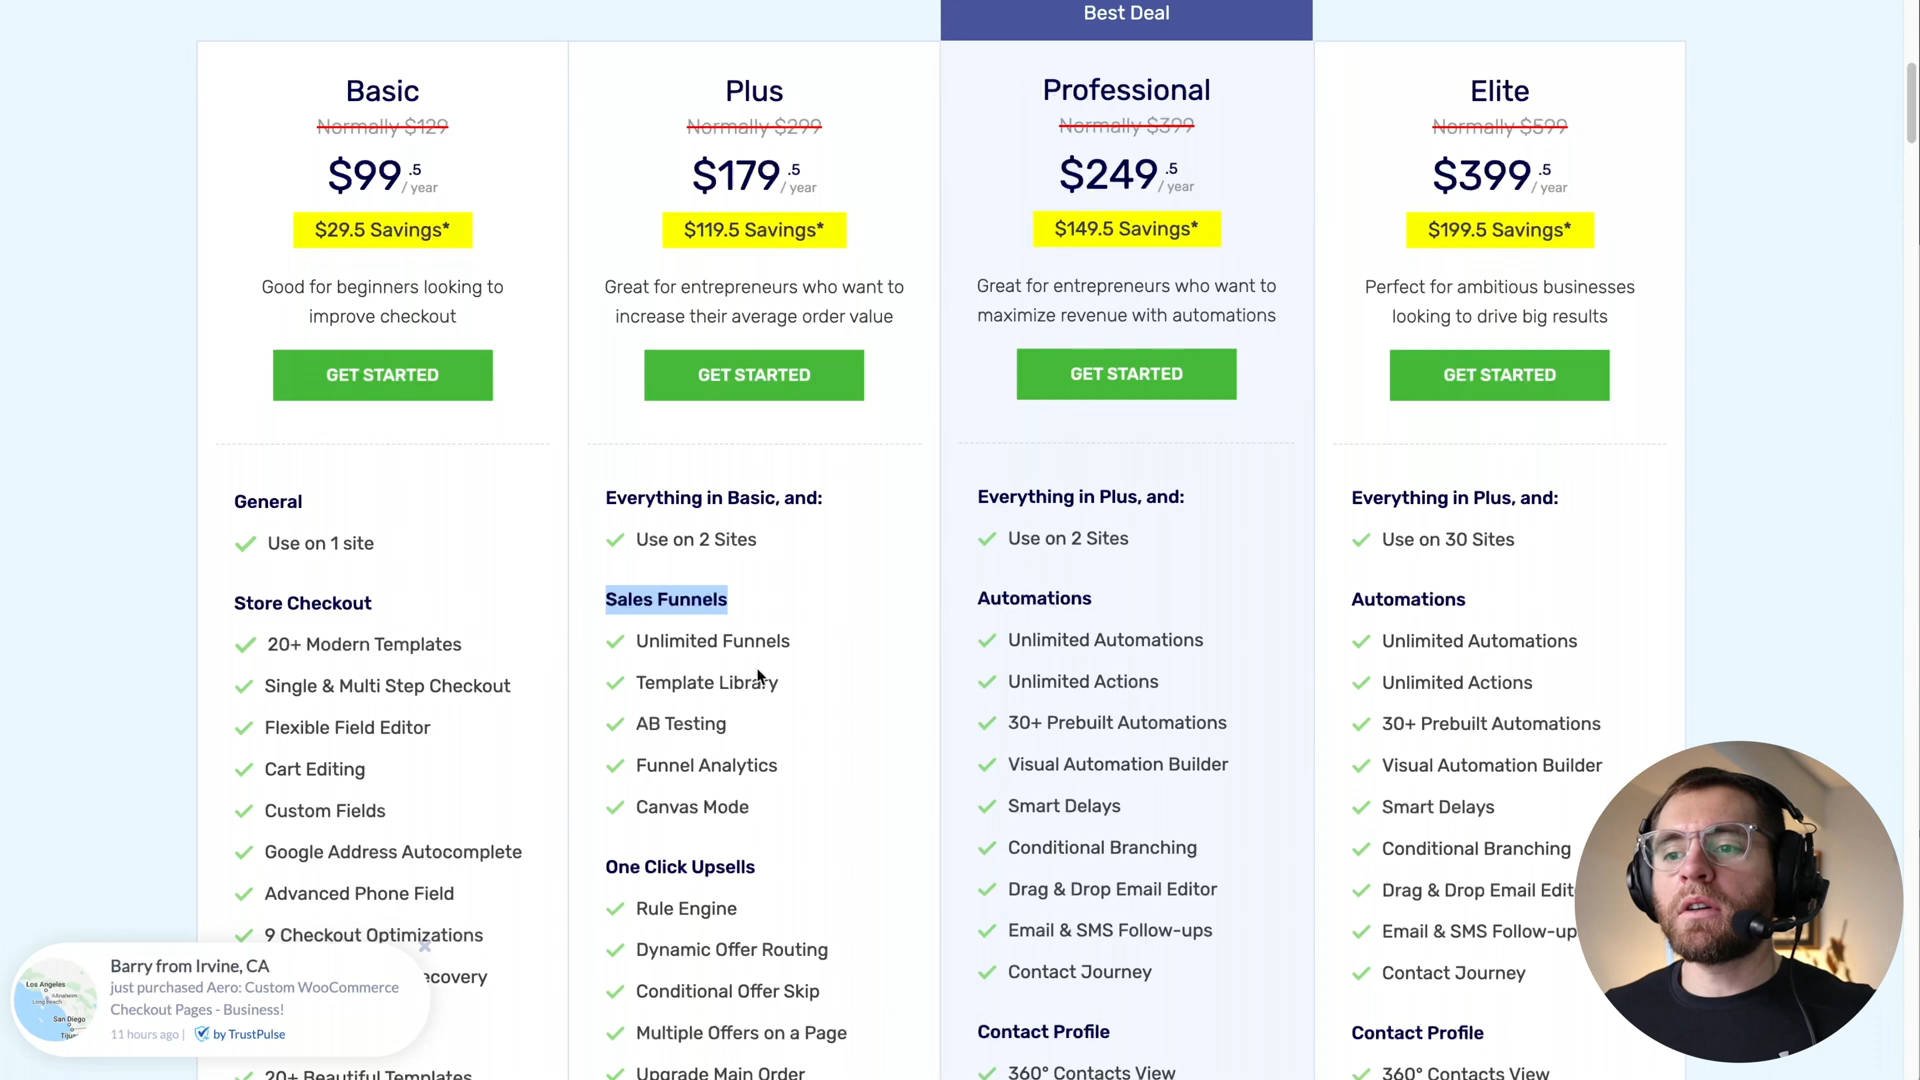 Best Deal
Basic
Normally $129
$99 .5 / year
$29.5 Savings*
Good for beginners looking to
improve checkout
GET STARTED
General
Use on 1 site
Store Checkout
20+ Modern Templates
Single & Multi Step Checkout
Flexible Field Editor
Cart Editing
Custom Fields
Google Address Autocomplete
Advanced Phone Field
9 Checkout Optimizations
ecovery
20+ Beautiful Templates
Plus
Normally $299
$179 .5 / year
$119.5 Savings*
Great for entrepreneurs who want to
increase their average order value
GET STARTED
Everything in Basic, and:
Use on 2 Sites
Sales Funnels
Unlimited Funnels
Template Library
AB Testing
Funnel Analytics
Canvas Mode
One Click Upsells
Rule Engine
Dynamic Offer Routing
Conditional Offer Skip
Multiple Offers on a Page
Upgrade Main Order
Professional
Normally $399
$249 .5 / year
$149.5 Savings*
Great for entrepreneurs who want to
maximize revenue with automations
GET STARTED
Everything in Plus, and:
Use on 2 Sites
Automations
Unlimited Automations
Unlimited Actions
30+ Prebuilt Automations
Visual Automation Builder
Smart Delays
Conditional Branching
Drag & Drop Email Editor
Email & SMS Follow-ups
Contact Journey
Contact Profile
360° Contacts View
Elite
Normally $599
$399 .5 / year
$199.5 Savings*
Perfect for ambitious businesses
looking to drive big results
GET STARTED
Everything in Plus, and:
Use on 30 Sites
Automations
Unlimited Automations
Unlimited Actions
30+ Prebuilt Automations
Visual Automation Builder
Smart Delays
Conditional Branching
Drag & Drop Email Edit
Email & SMS Follow-up
Contact Journey
Contact Profile
360° Contacts View
Barry from Irvine, CA
just purchased Aero: Custom WooCommerce
Checkout Pages - Business!
11 hours ago | by TrustPulse
Los Angeles
Long Beach
Anaheim
San Diego